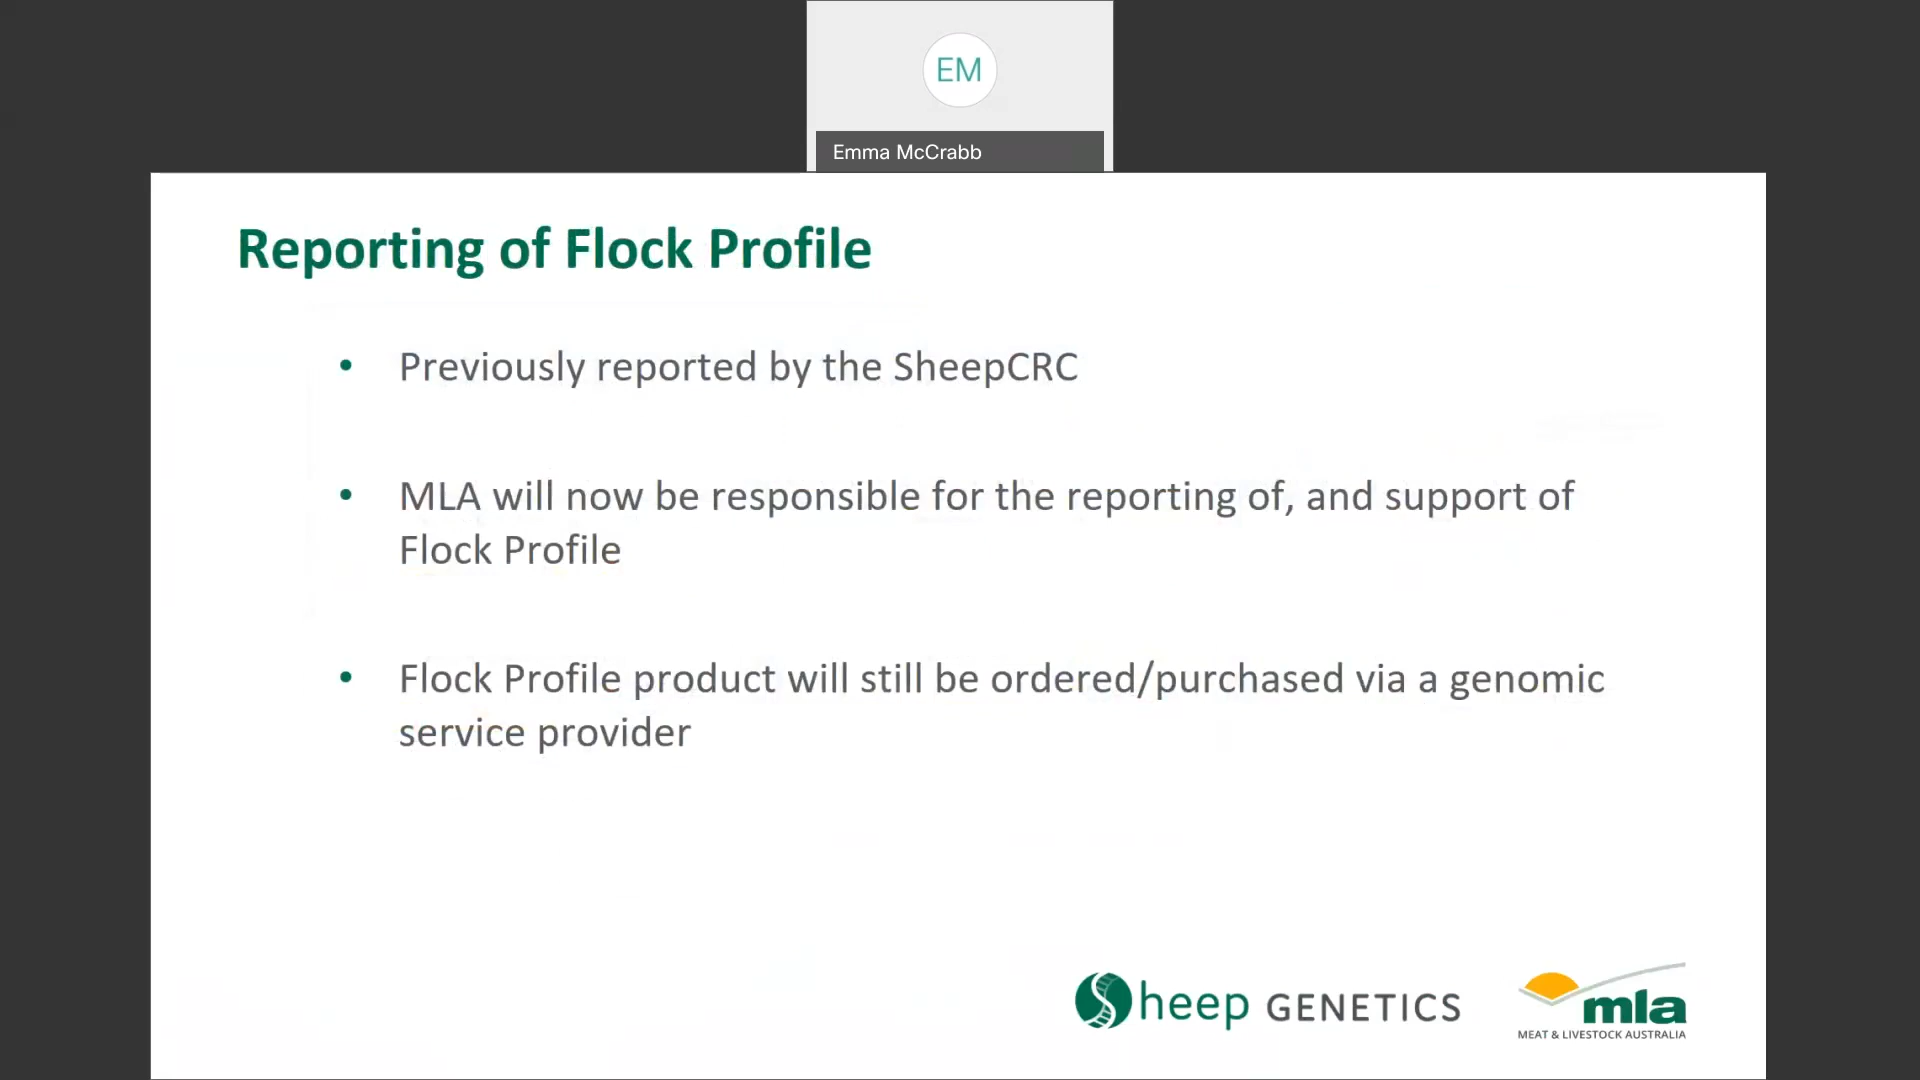 EM
Emma McCrabb
Reporting of Flock Profile
• Previously reported by the SheepCRC
• MLA will now be responsible for the reporting of, and support of
Flock Profile
• Flock Profile product will still be ordered/purchased via a genomic
service provider
Sheep GENETICS
mla
MEAT & LIVESTOCK AUSTRALIA